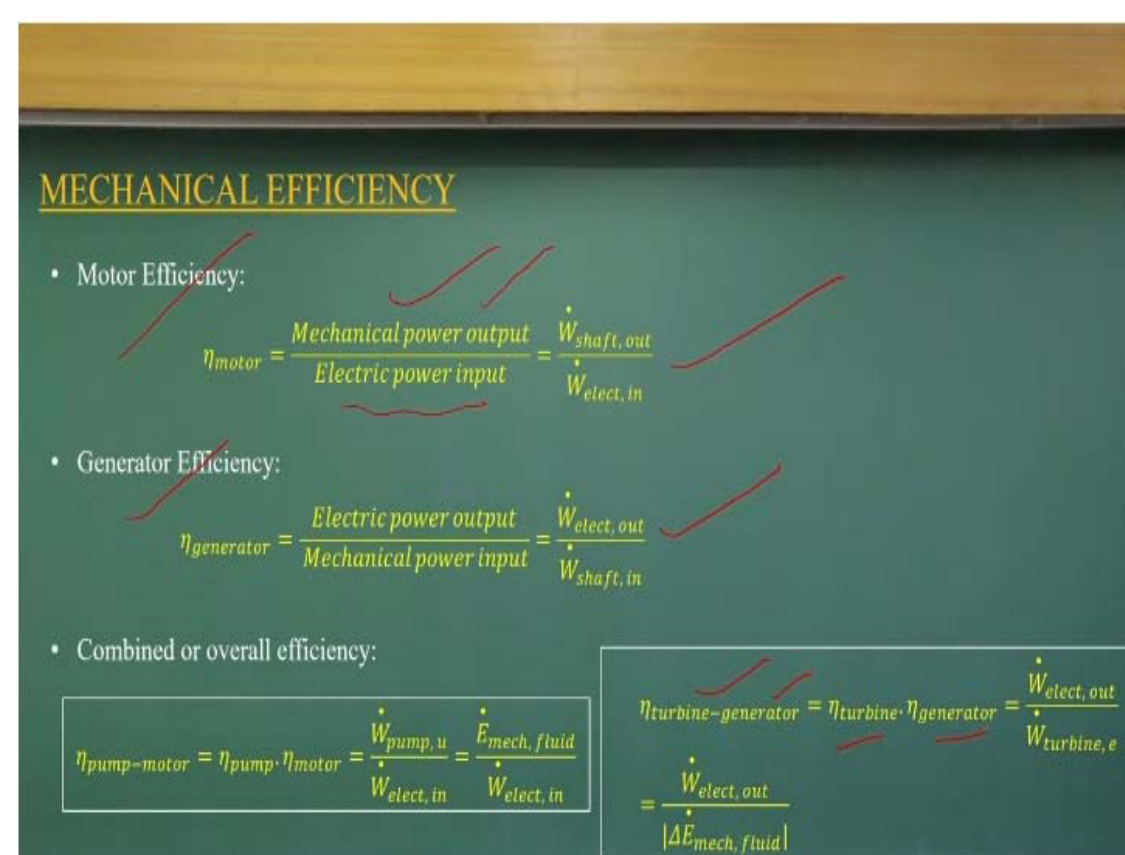 MECHANICAL EFFICIENCY
• Motor Efficiency:
η_motor = Mechanical power output / Electric power input = Ẇ_shaft, out / Ẇ_elect, in
• Generator Efficiency:
η_generator = Electric power output / Mechanical power input = Ẇ_elect, out / Ẇ_shaft, in
• Combined or overall efficiency:
η_pump−motor = η_pump. η_motor = Ẇ_pump, u / Ẇ_elect, in = Ė_mech, fluid / Ẇ_elect, in
η_turbine−generator = η_turbine. η_generator = Ẇ_elect, out / Ẇ_turbine, e
= Ẇ_elect, out / |ΔĖ_mech, fluid|